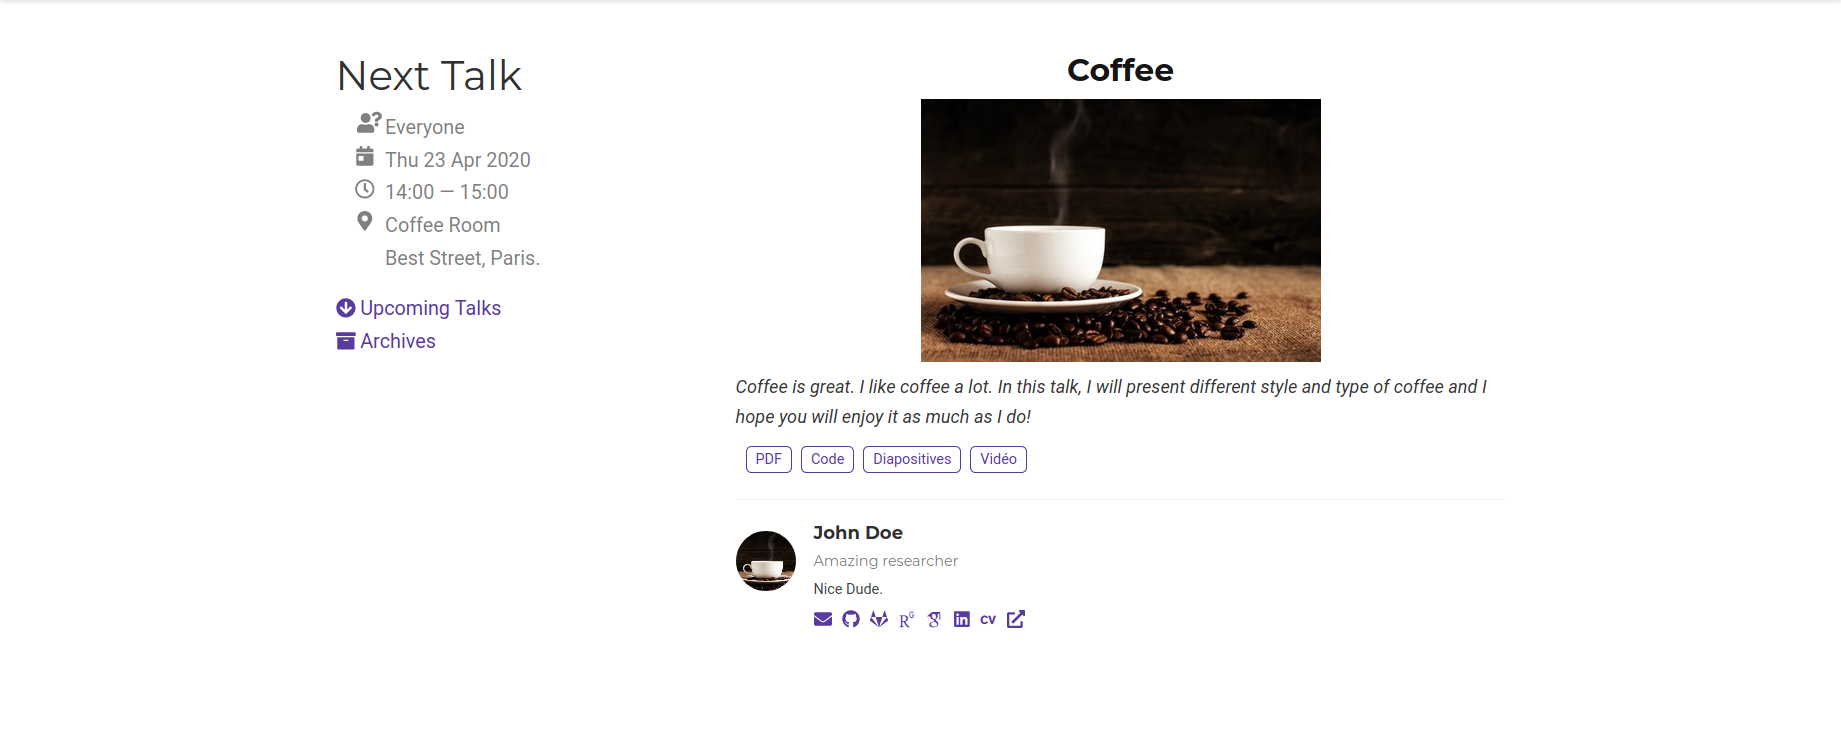 Next Talk
Everyone
Thu 23 Apr 2020
14:00 — 15:00
Coffee Room
Best Street, Paris.
Upcoming Talks
Archives
Coffee
Coffee is great. I like coffee a lot. In this talk, I will present different style and type of coffee and I
hope you will enjoy it as much as I do!
PDF Code Diapositives Vidéo
John Doe
Amazing researcher
Nice Dude.
RG g in cv